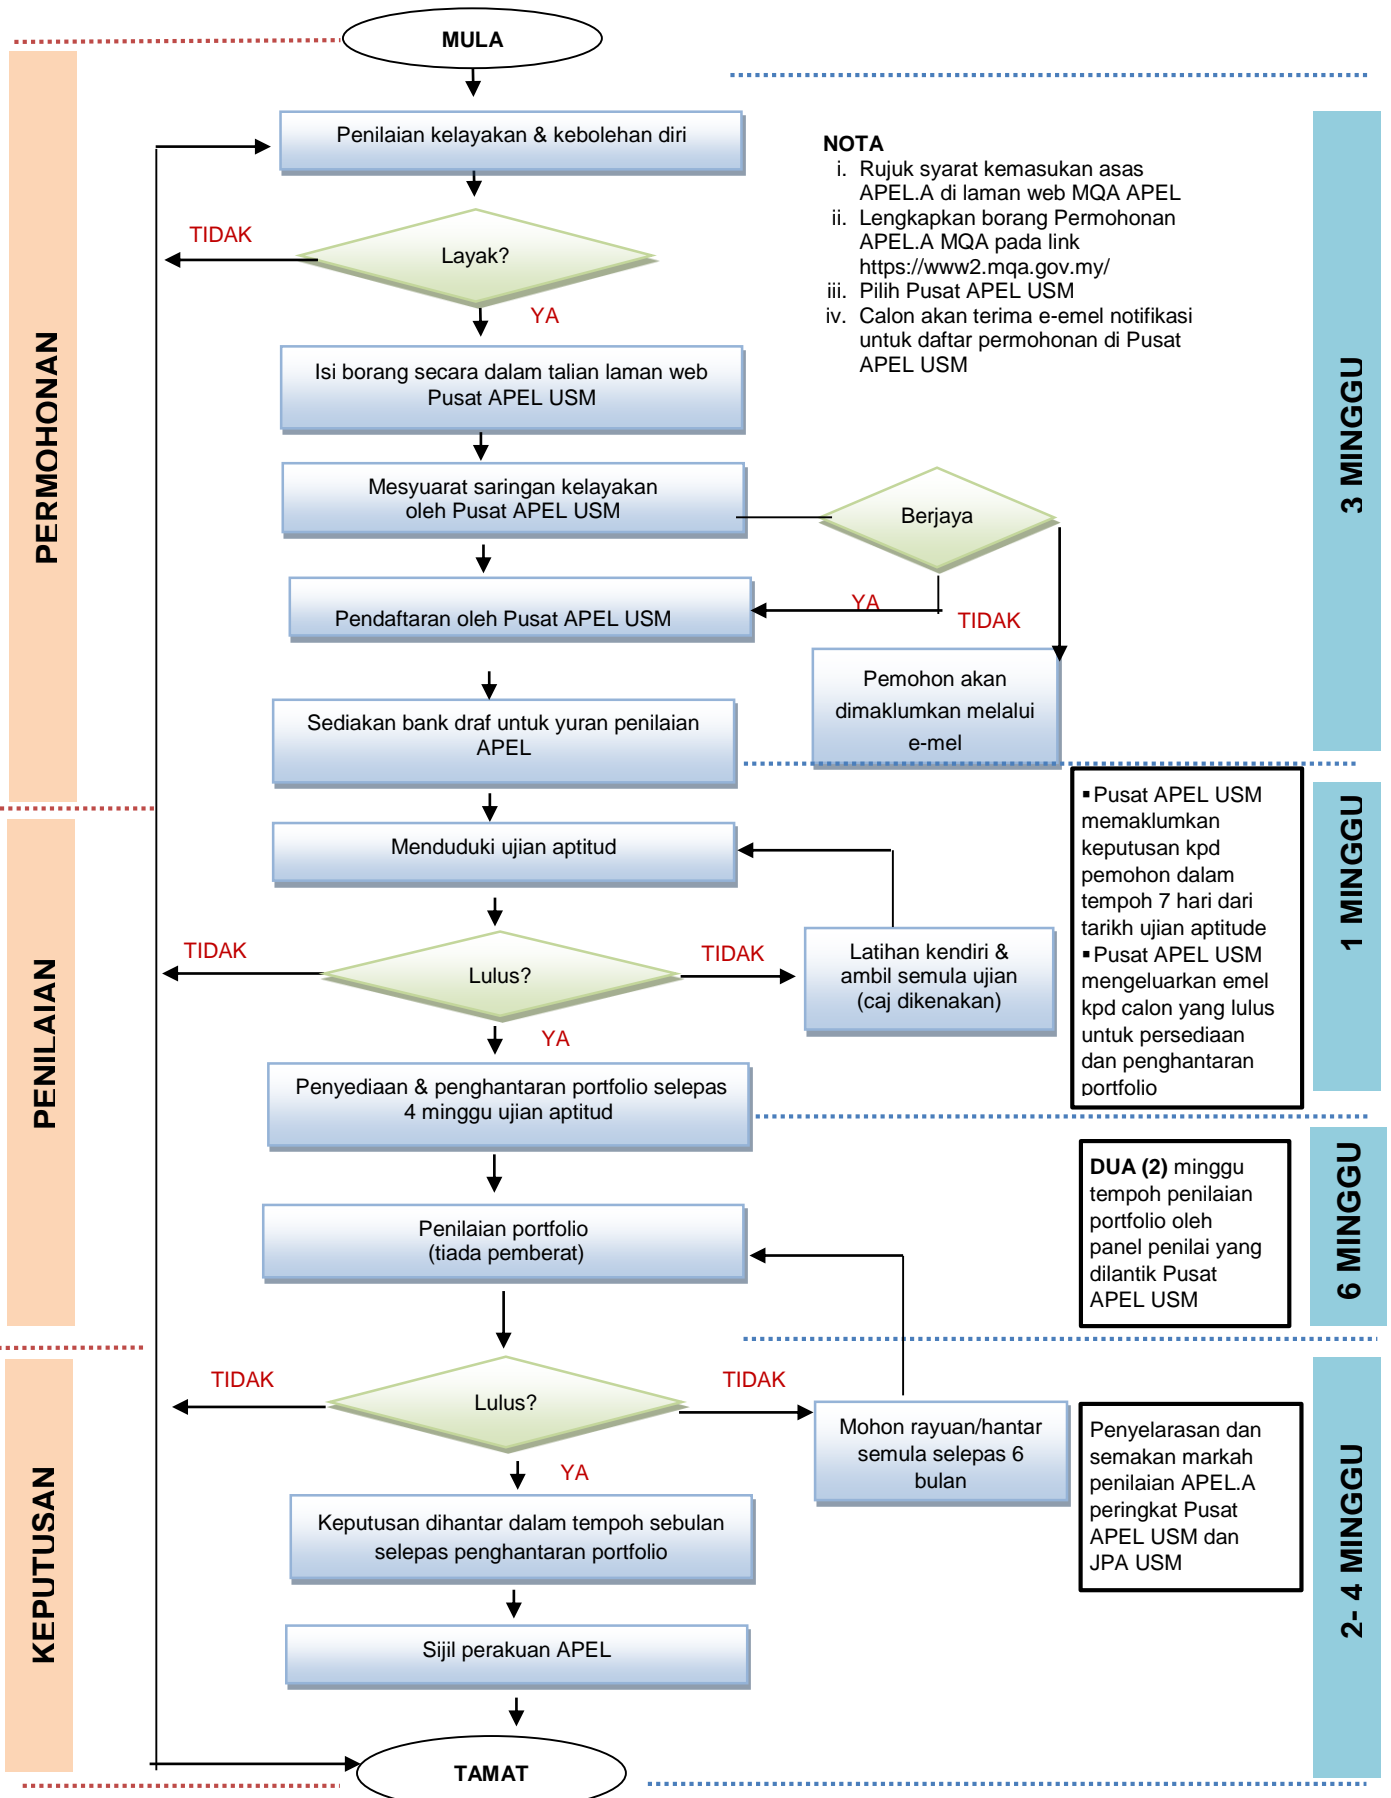 MULA
Penilaian kelayakan & kebolehan diri
NOTA
i. Rujuk syarat kemasukan asas
APEL.A di laman web MQA APEL
ii. Lengkapkan borang Permohonan
APEL.A MQA pada link
https://www2.mqa.gov.my/
iii. Pilih Pusat APEL USM
iv. Calon akan terima e-emel notifikasi
untuk daftar permohonan di Pusat
APEL USM
TIDAK
Layak?
YA
PERMOHONAN
3 MINGGU
Isi borang secara dalam talian laman web
Pusat APEL USM
Mesyuarat saringan kelayakan
oleh Pusat APEL USM
Berjaya
YA
TIDAK
Pendaftaran oleh Pusat APEL USM
Pemohon akan
dimaklumkan melalui
e-mel
Sediakan bank draf untuk yuran penilaian
APEL
PENILAIAN
1 MINGGU
▪Pusat APEL USM
memaklumkan
keputusan kpd
pemohon dalam
tempoh 7 hari dari
tarikh ujian aptitude
▪Pusat APEL USM
mengeluarkan emel
kpd calon yang lulus
untuk persediaan
dan penghantaran
portfolio
Menduduki ujian aptitud
TIDAK
Lulus?
TIDAK
Latihan kendiri &
ambil semula ujian
(caj dikenakan)
YA
Penyediaan & penghantaran portfolio selepas
4 minggu ujian aptitud
6 MINGGU
DUA (2) minggu
tempoh penilaian
portfolio oleh
panel penilai yang
dilantik Pusat
APEL USM
Penilaian portfolio
(tiada pemberat)
KEPUTUSAN
2- 4 MINGGU
TIDAK
Lulus?
TIDAK
Mohon rayuan/hantar
semula selepas 6
bulan
Penyelarasan dan
semakan markah
penilaian APEL.A
peringkat Pusat
APEL USM dan
JPA USM
YA
Keputusan dihantar dalam tempoh sebulan
selepas penghantaran portfolio
Sijil perakuan APEL
TAMAT